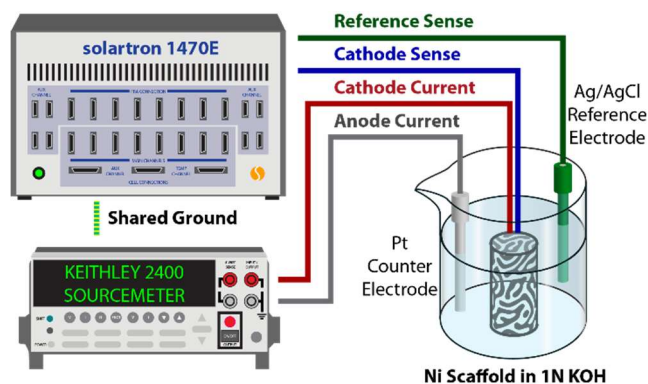 Reference Sense
solartron 1470E
Cathode Sense
Cathode Current
Ag/AgCl
Reference
Electrode
Anode Current
Shared Ground
Pt
Counter
Electrode
KEITHLEY 2400
SOURCEMETER
Ni Scaffold in 1N KOH